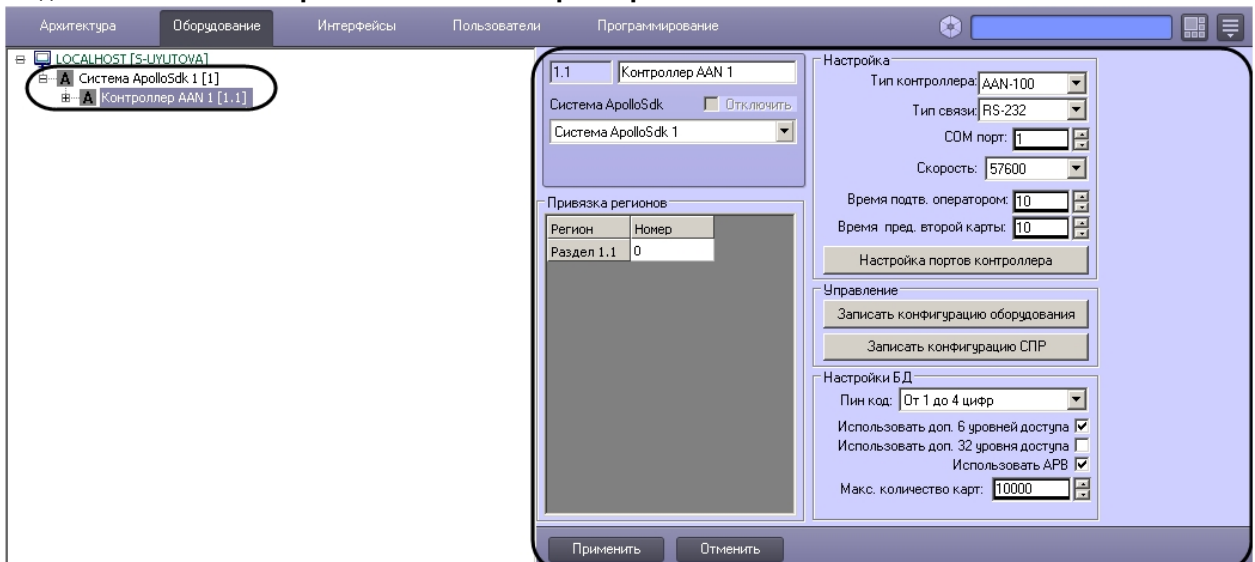 Архитектура Оборудование Интерфейсы Пользователи Программирование
LOCALHOST [S-UYUTOVA]
Система ApolloSdk 1 [1]
Контроллер AAN 1 [1.1]
1.1 Контроллер AAN 1
Система ApolloSdk Отключить
Система ApolloSdk 1
Привязка регионов
Регион Номер
Раздел 1.1 0
Настройка
Тип контроллера: AAN-100
Тип связи: RS-232
COM порт: 1
Скорость: 57600
Время подтв. оператором: 10
Время пред. второй карты: 10
Настройка портов контроллера
Управление
Записать конфигурацию оборудования
Записать конфигурацию СПР
Настройки БД
Пин код: От 1 до 4 цифр
Использовать доп. 6 уровней доступа
Использовать доп. 32 уровня доступа
Использовать APB
Макс. количество карт: 10000
Применить Отменить